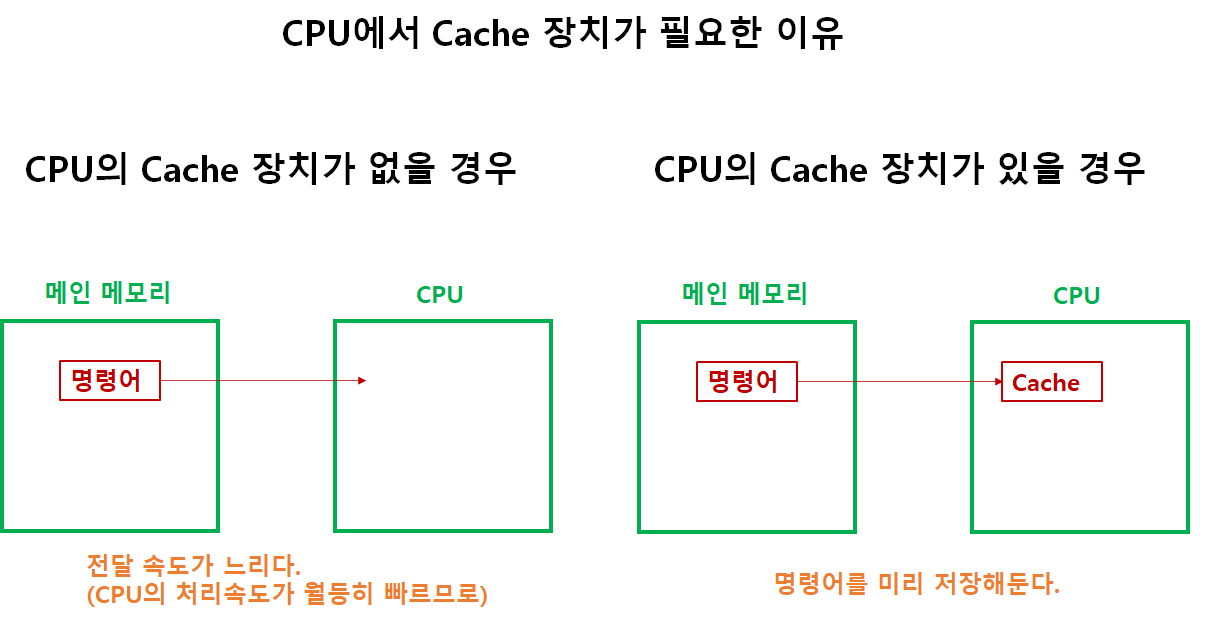 CPU에서 Cache 장치가 필요한 이유
CPU의 Cache 장치가 없을 경우
메인 메모리
CPU
명령어
전달 속도가 느리다.
(CPU의 처리속도가 월등히 빠르므로)
CPU의 Cache 장치가 있을 경우
메인 메모리
CPU
명령어
Cache
명령어를 미리 저장해둔다.